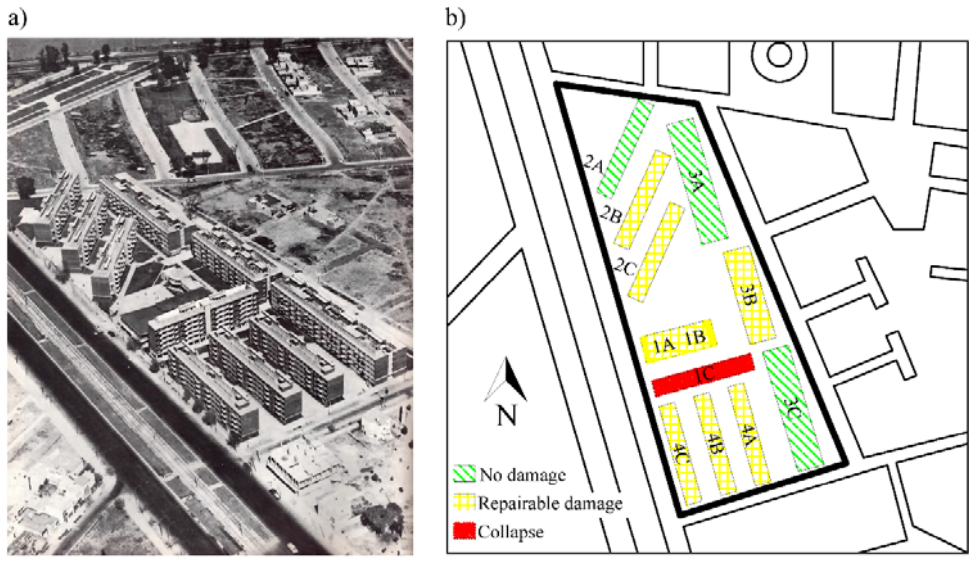 a)
b)
2A
3A
2B
2C
3B
1A 1B
1C
3C
4A
4B
4C
N
No damage
Repairable damage
Collapse